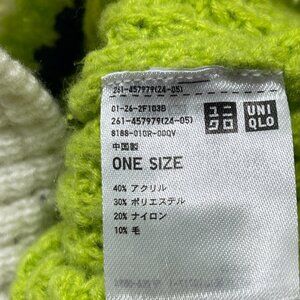 261-457979(24-05)
01-26-2F103B
261-457979(24-05)
8188-010R-00QV
中国製
ユニクロ
UNIQLO
ONE SIZE
40% アクリル
30% ポリエステル
20% ナイロン
10% 毛